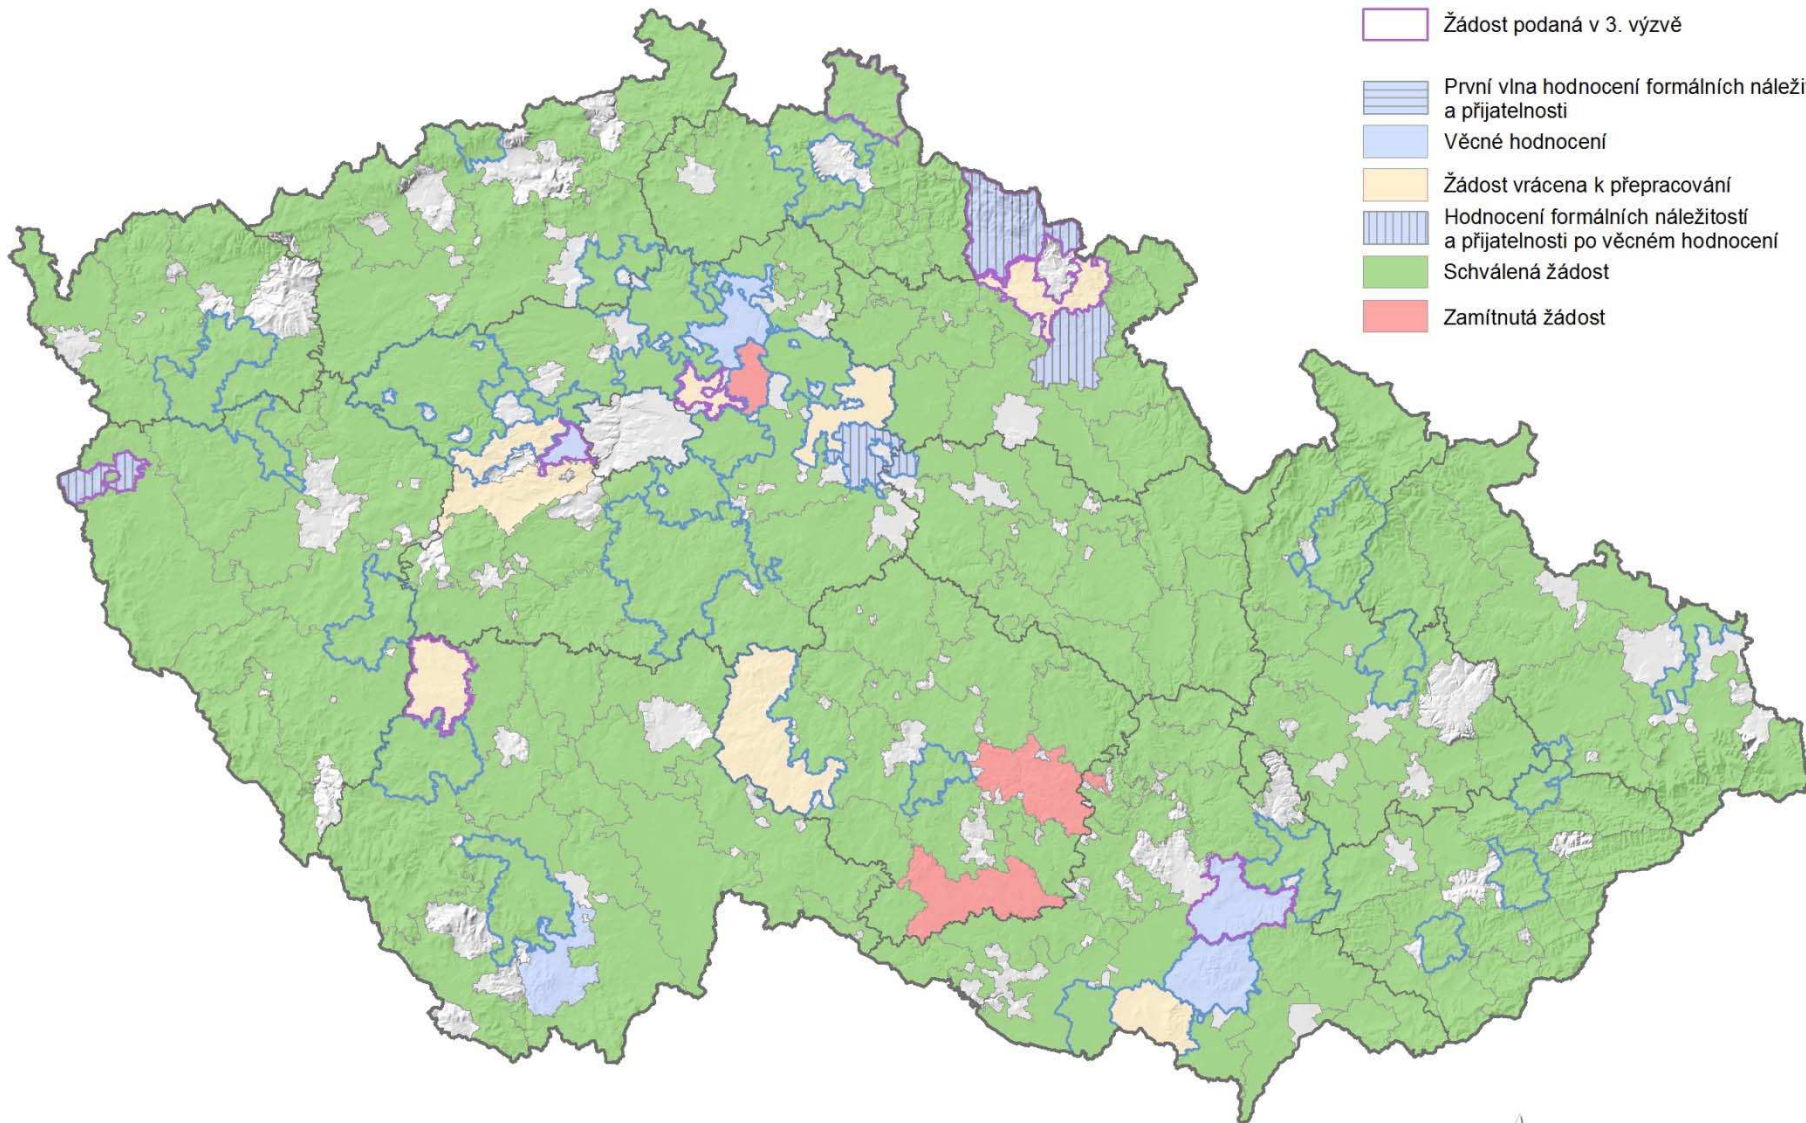 Žádost podaná v 3. výzvě
První vlna hodnocení formálních náleži
a přijatelnosti
Věcné hodnocení
Žádost vrácena k přepracování
Hodnocení formálních náležitostí
a přijatelnosti po věcném hodnocení
Schválená žádost
Zamítnutá žádost